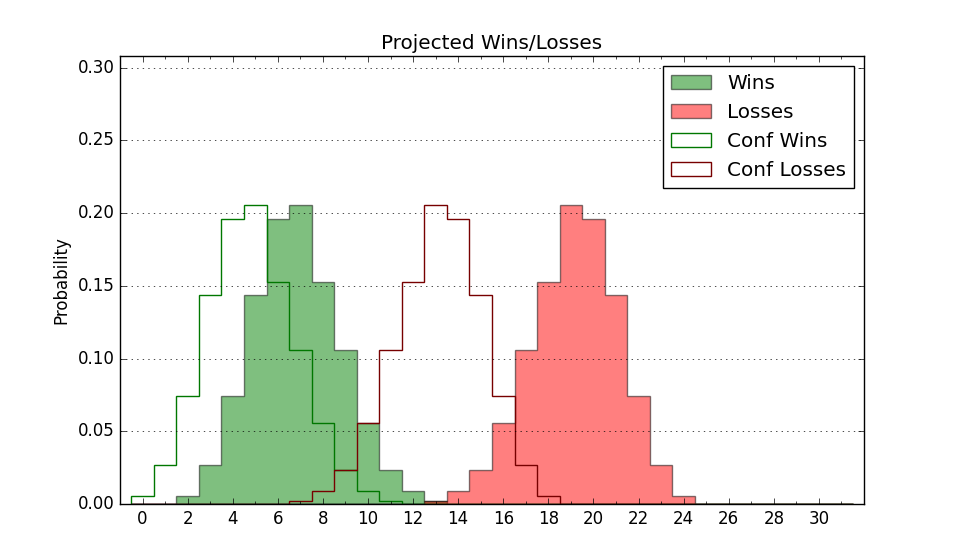 Projected Wins/Losses
Wins
Losses
Conf Wins
Conf Losses
Probability
0.30
0.25
0.20
0.15
0.10
0.05
0.00
0 2 4 6 8 10 12 14 16 18 20 22 24 26 28 30